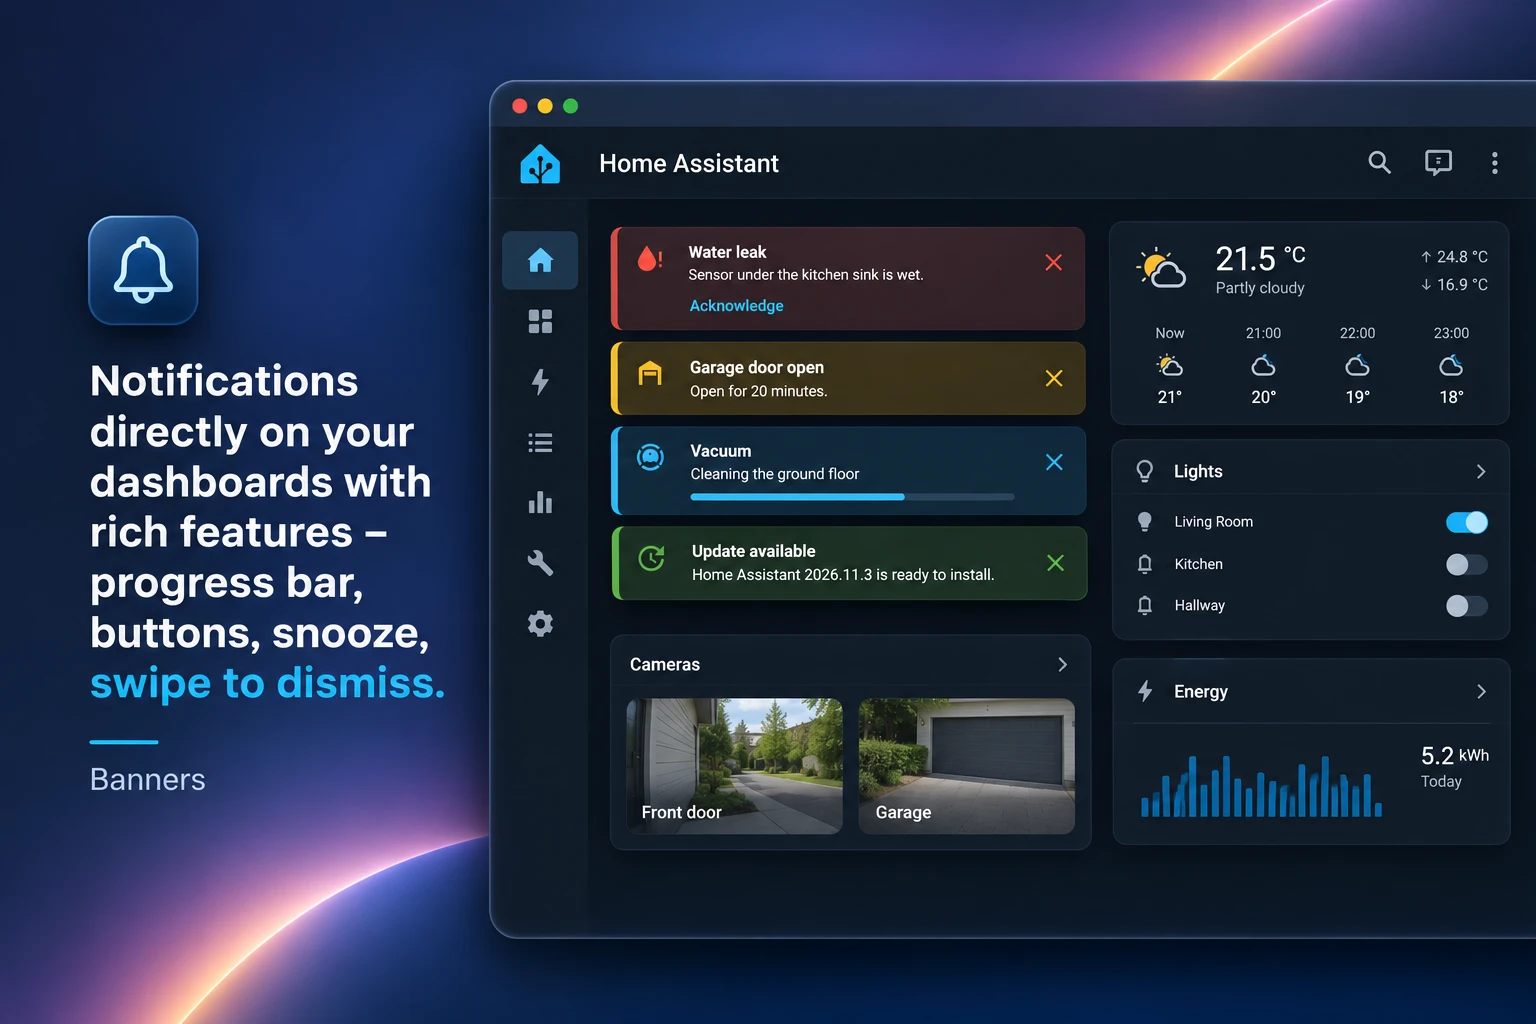 Notifications
directly on your
dashboards with
rich features –
progress bar,
buttons, snooze,
swipe to dismiss.
Banners
Home Assistant
Water leak
Sensor under the kitchen sink is wet.
Acknowledge
Garage door open
Open for 20 minutes.
Vacuum
Cleaning the ground floor
Update available
Home Assistant 2026.11.3 is ready to install.
Cameras
Front door
Garage
21.5 °C
Partly cloudy
↑ 24.8 °C
↓ 16.9 °C
Now 21:00 22:00 23:00
21° 20° 19° 18°
Lights
Living Room
Kitchen
Hallway
Energy
5.2 kWh
Today